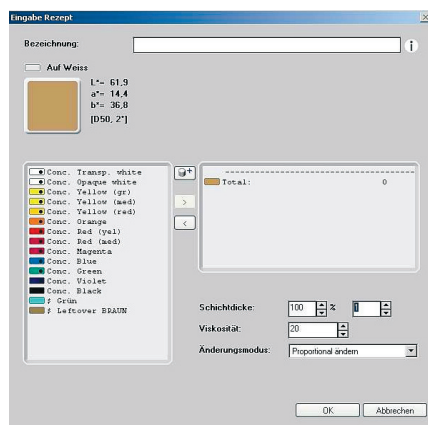 Eingabe Rezept
Bezeichnung:
Auf Weiss
L*= 61,9
a*= 14,4
b*= 36,8
[D50, 2°]
Conc. Transp. white
Conc. Opaque white
Conc. Yellow (gr)
Conc. Yellow (med)
Conc. Yellow (red)
Conc. Orange
Conc. Red (yel)
Conc. Red (med)
Conc. Magenta
Conc. Blue
Conc. Green
Conc. Violet
Conc. Black
$ Grün
$ Leftover BRAUN
Total: 0
Schichtdicke: 100 % 1
Viskosität: 20
Änderungsmodus: Proportional ändern
OK Abbrechen